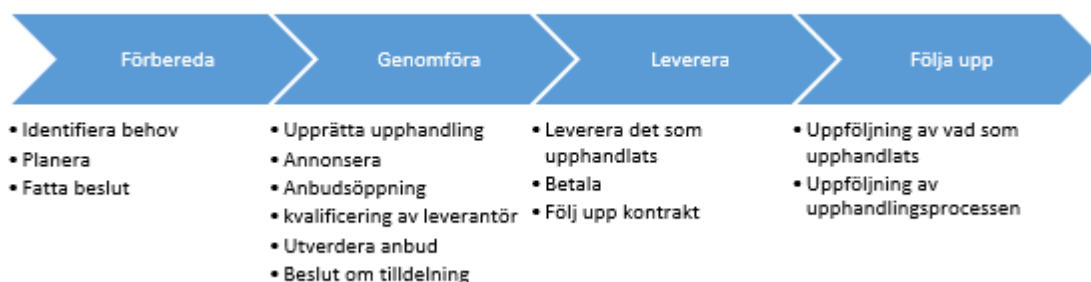 Förbereda
Genomföra
Leverera
Följa upp
• Identifiera behov
• Planera
• Fatta beslut
• Upprätta upphandling
• Annonsera
• Anbudsöppning
• kvalificering av leverantör
• Utverdera anbud
• Beslut om tilldelning
• Leverera det som
upphandlats
• Betala
• Följ upp kontrakt
• Uppföljning av vad som
upphandlats
• Uppföljning av
upphandlingsprocessen